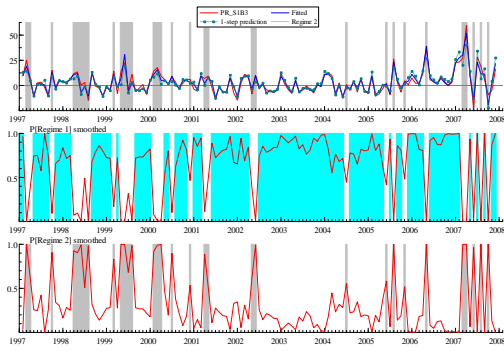 PR_S1B3 Fitted
1-step prediction Regime 2
50
25
0
1997 1998 1999 2000 2001 2002 2003 2004 2005 2006 2007 2008
P[Regime 1] smoothed
1.0
0.5
1997 1998 1999 2000 2001 2002 2003 2004 2005 2006 2007 2008
P[Regime 2] smoothed
1.0
0.5
1997 1998 1999 2000 2001 2002 2003 2004 2005 2006 2007 2008